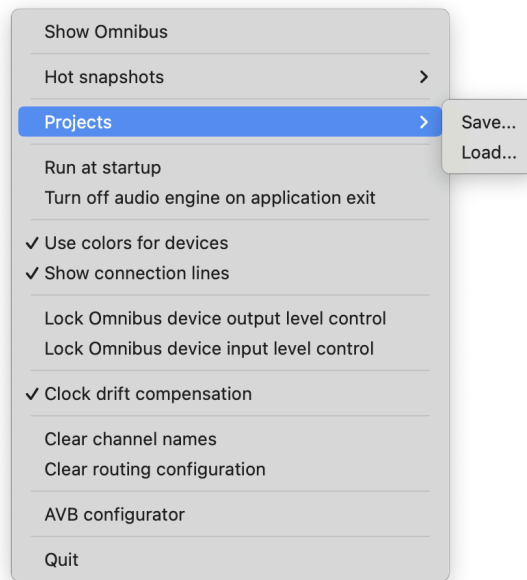 Show Omnibus
Hot snapshots
Projects
Save...
Load...
Run at startup
Turn off audio engine on application exit
Use colors for devices
Show connection lines
Lock Omnibus device output level control
Lock Omnibus device input level control
Clock drift compensation
Clear channel names
Clear routing configuration
AVB configurator
Quit